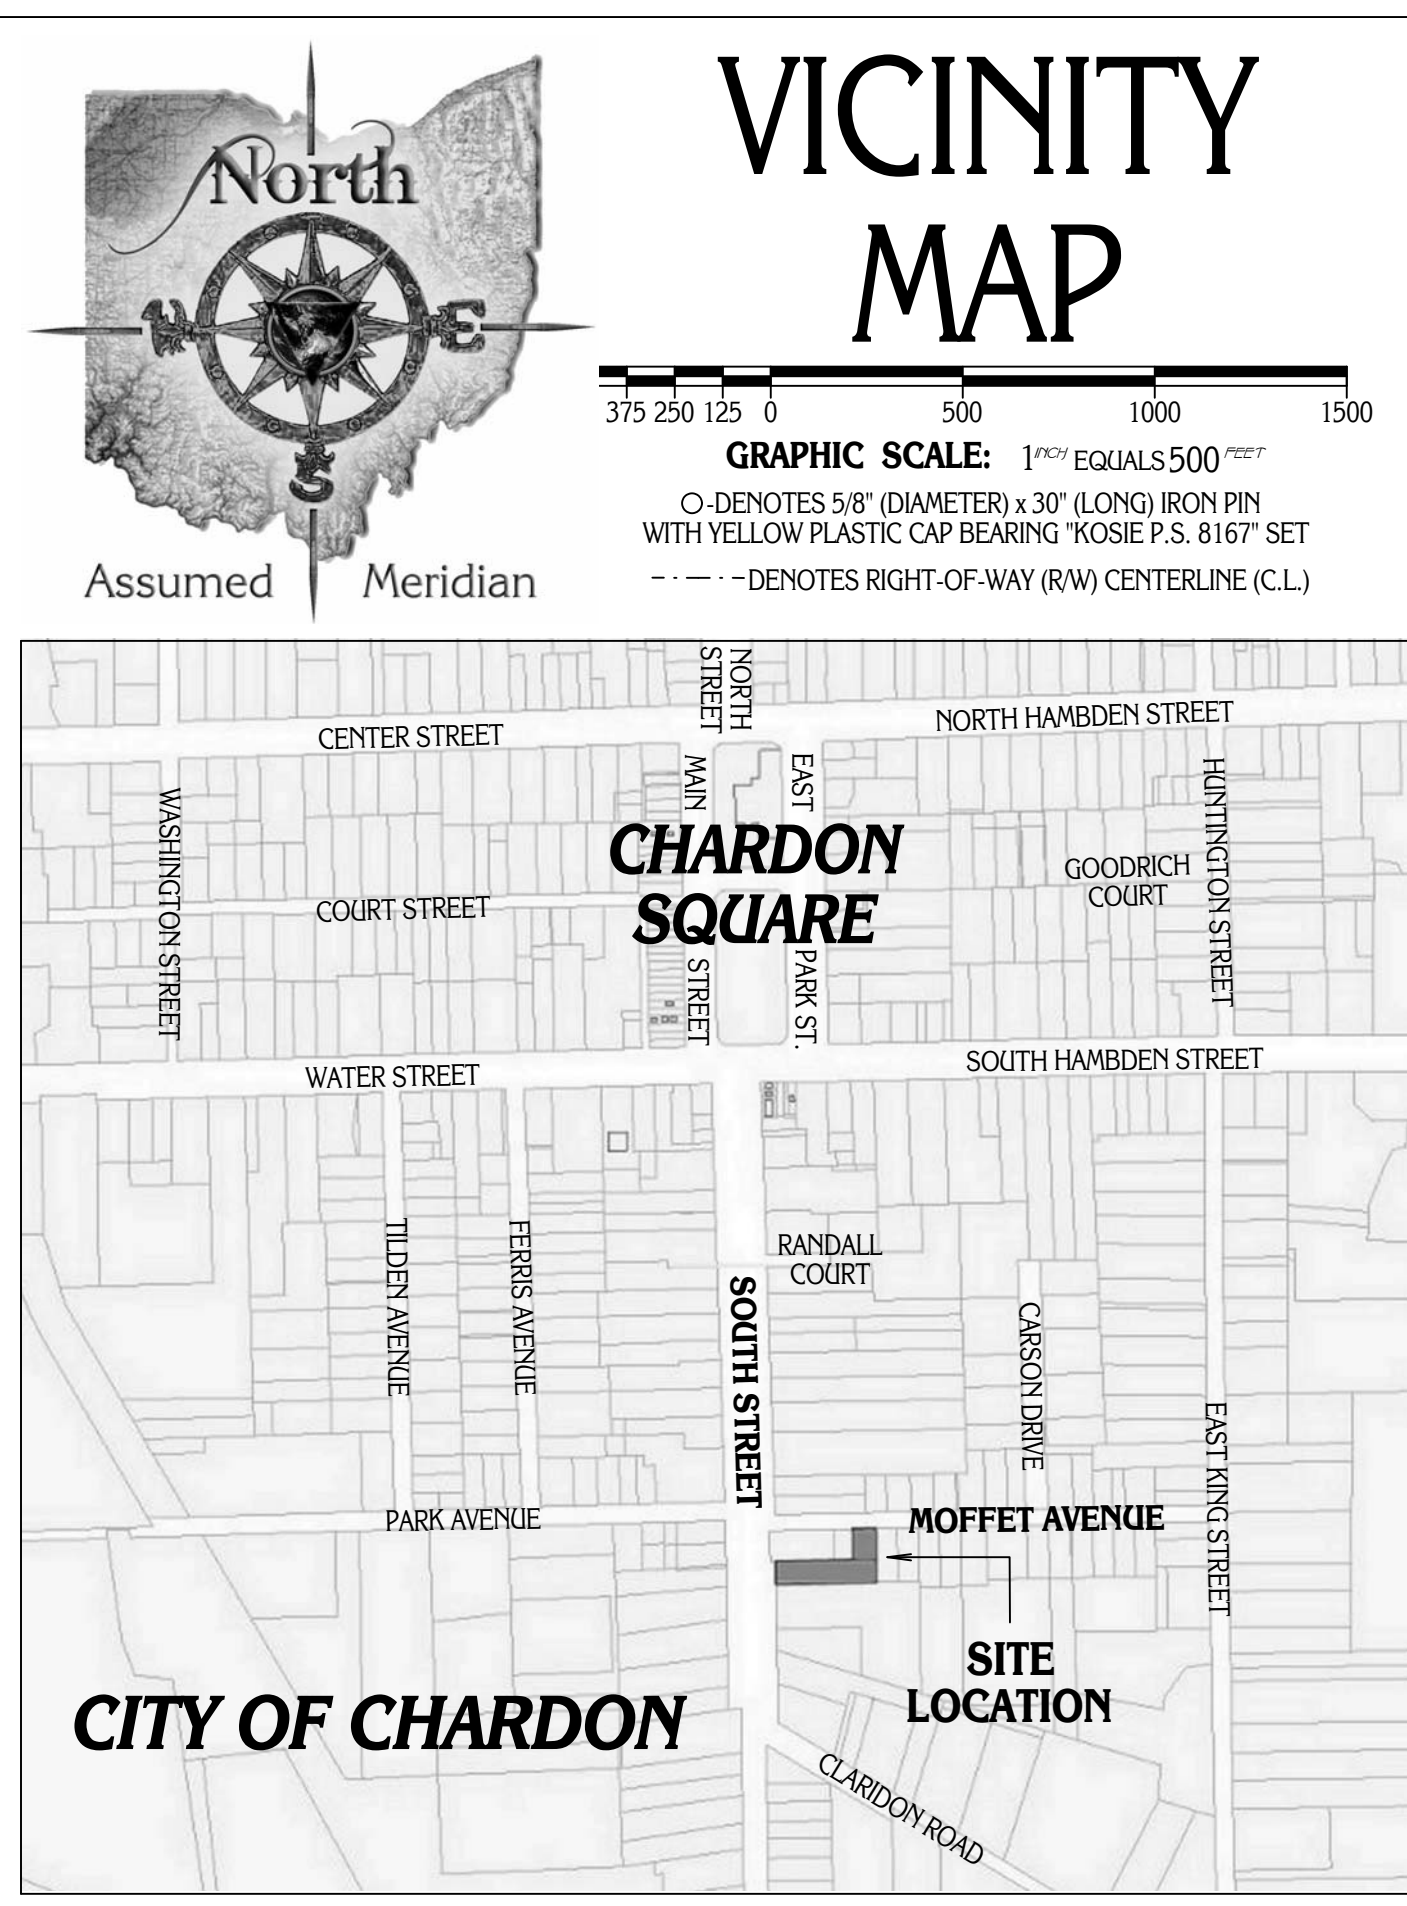 VICINITY
MAP
North
E
S
Assumed Meridian
375 250 125 0 500 1000 1500
GRAPHIC SCALE: 1 INCH EQUALS 500 FEET
-DENOTES 5/8" (DIAMETER) x 30" (LONG) IRON PIN
WITH YELLOW PLASTIC CAP BEARING "KOSIE P.S. 8167" SET
DENOTES RIGHT-OF-WAY (R/W) CENTERLINE (C.L.)
NORTH
STREET
CENTER STREET
NORTH HAMBDEN STREET
MAIN
STREET
EAST
PARK ST.
WASHINGTON STREET
HUNTINGTON STREET
CHARDON
SQUARE
GOODRICH
COURT
COURT STREET
WATER STREET
SOUTH HAMBDEN STREET
TILDEN AVENUE
FERRIS AVENUE
RANDALL
COURT
SOUTH STREET
CARSON DRIVE
EAST KING STREET
PARK AVENUE
MOFFET AVENUE
SITE
LOCATION
CITY OF CHARDON
CLARIDON ROAD